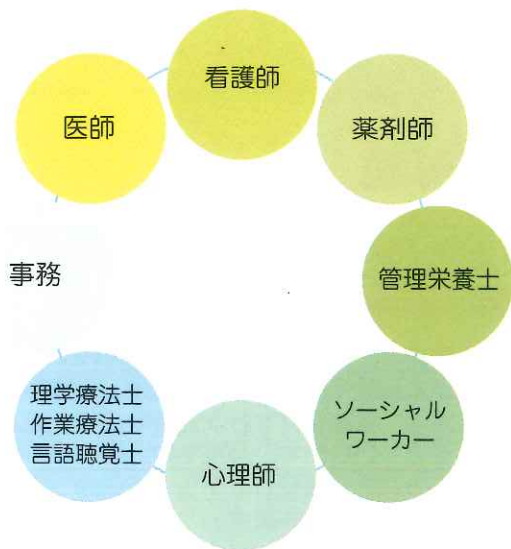 看護師
医師
薬剤師
事務
管理栄養士
理学療法士
作業療法士
言語聴覚士
ソーシャル
ワーカー
心理師